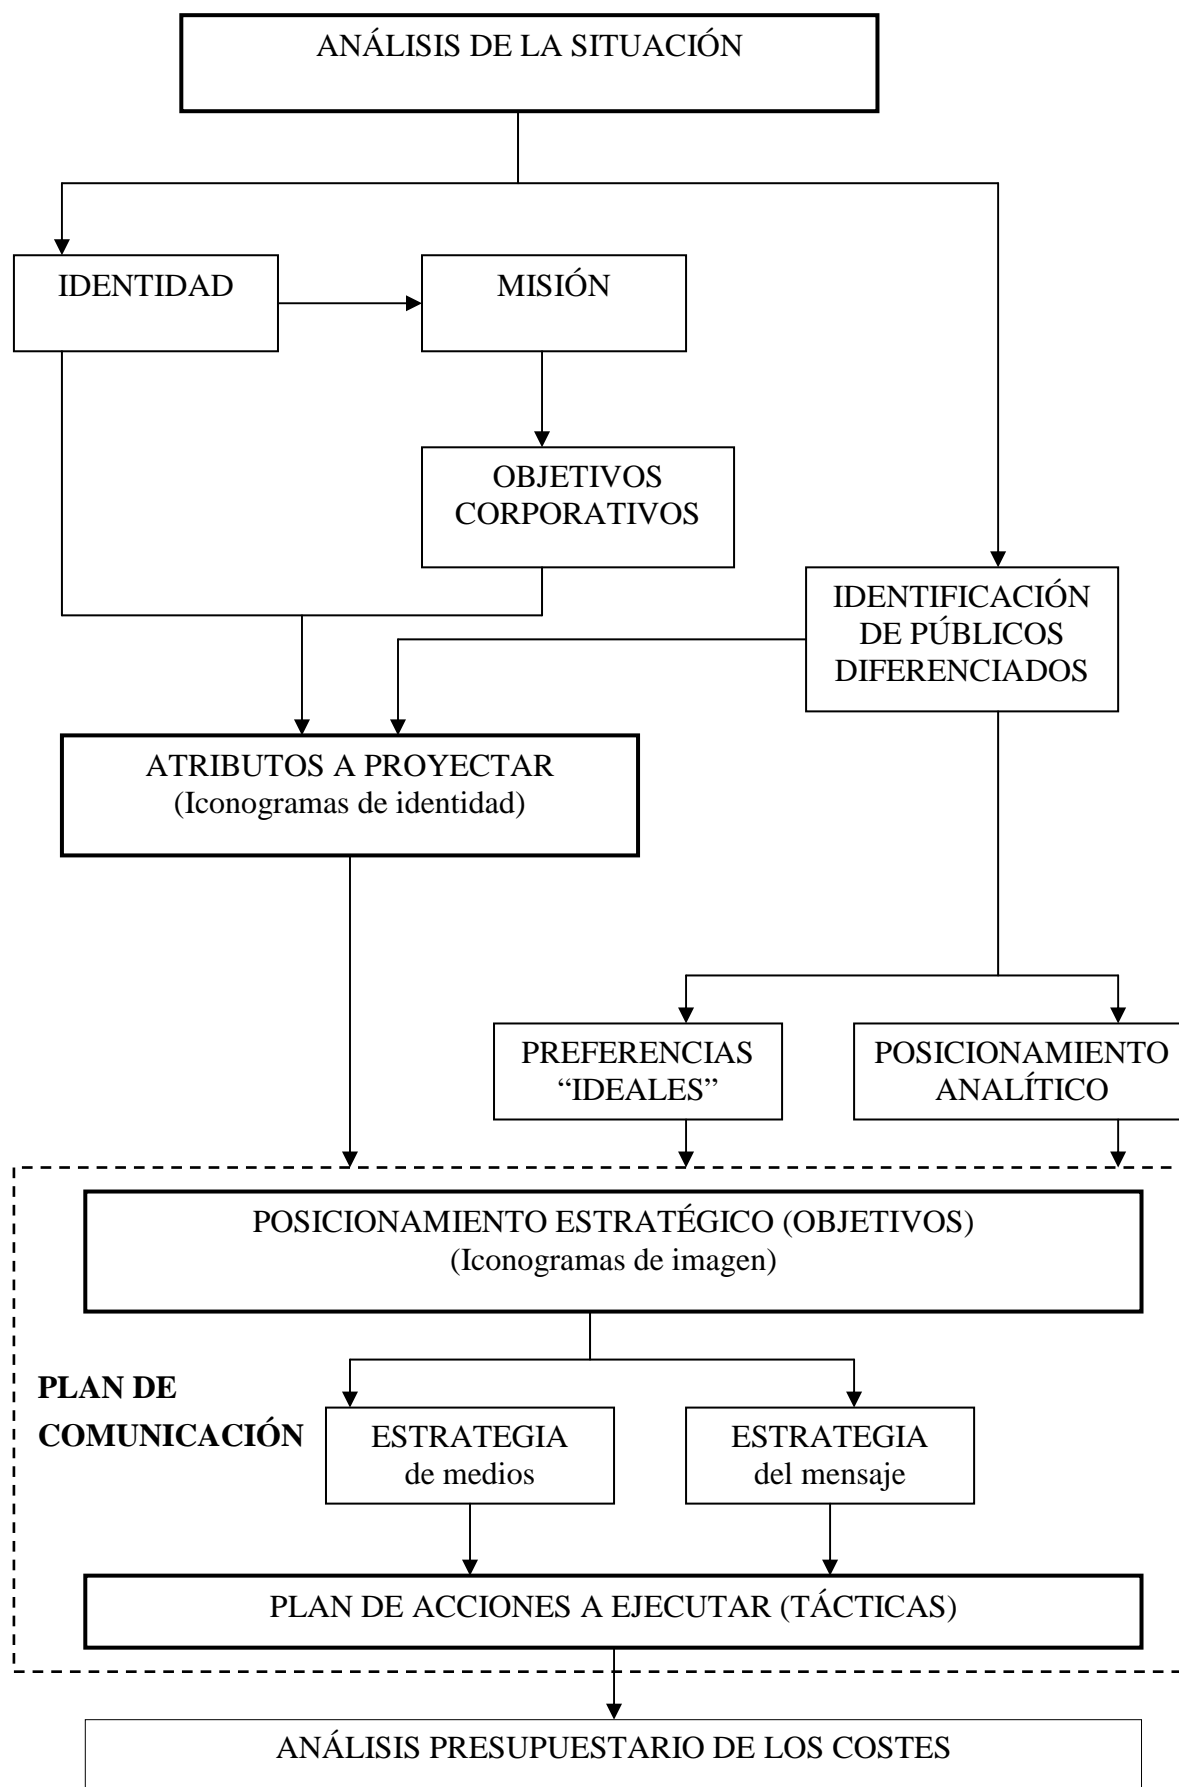 ANÁLISIS DE LA SITUACIÓN
IDENTIDAD
MISIÓN
OBJETIVOS
CORPORATIVOS
IDENTIFICACIÓN
DE PÚBLICOS
DIFERENCIADOS
ATRIBUTOS A PROYECTAR
(Iconogramas de identidad)
PREFERENCIAS
“IDEALES”
POSICIONAMIENTO
ANALÍTICO
POSICIONAMIENTO ESTRATÉGICO (OBJETIVOS)
(Iconogramas de imagen)
PLAN DE
COMUNICACIÓN
ESTRATEGIA
de medios
ESTRATEGIA
del mensaje
PLAN DE ACCIONES A EJECUTAR (TÁCTICAS)
ANÁLISIS PRESUPUESTARIO DE LOS COSTES